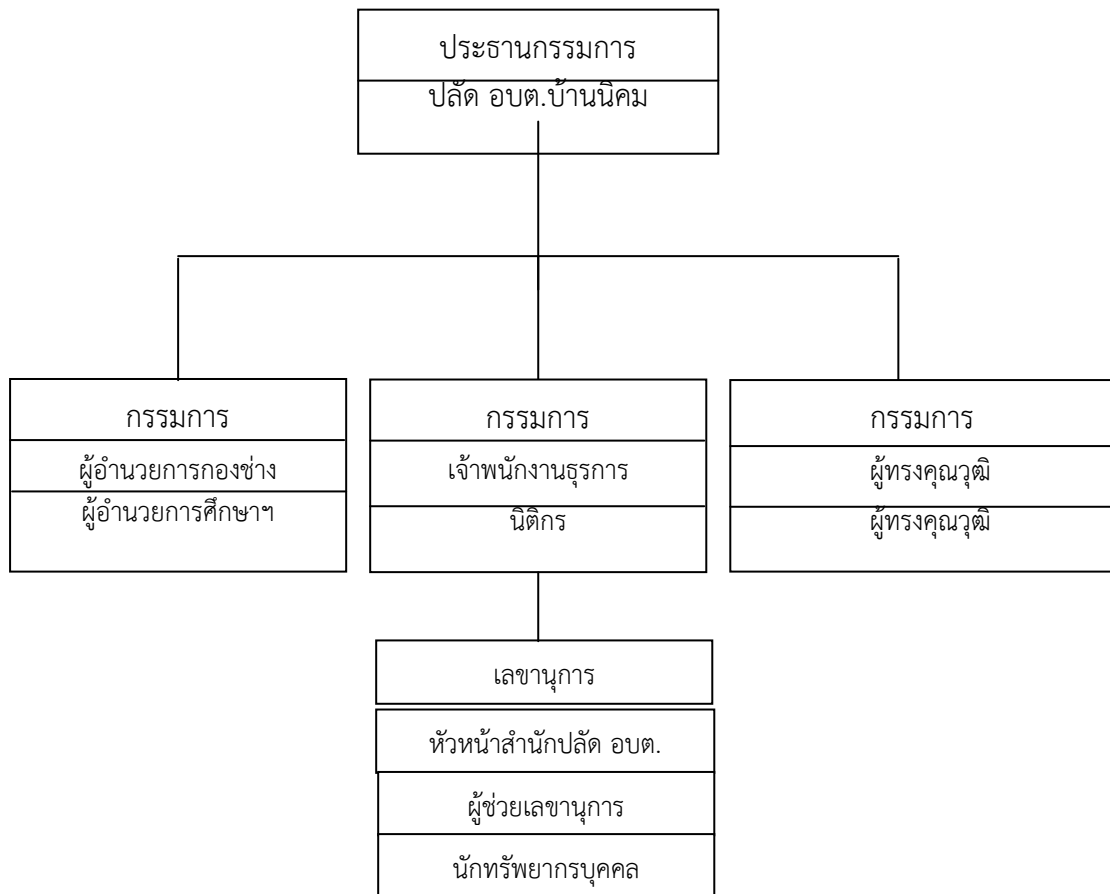 ประธานกรรมการ
ปลัด อบต.บ้านนิคม
กรรมการ
ผู้อำนวยการกองช่าง
ผู้อำนวยการศึกษาฯ
กรรมการ
เจ้าพนักงานธุรการ
นิติกร
กรรมการ
ผู้ทรงคุณวุฒิ
ผู้ทรงคุณวุฒิ
เลขานุการ
หัวหน้าสำนักปลัด อบต.
ผู้ช่วยเลขานุการ
นักทรัพยากรบุคคล